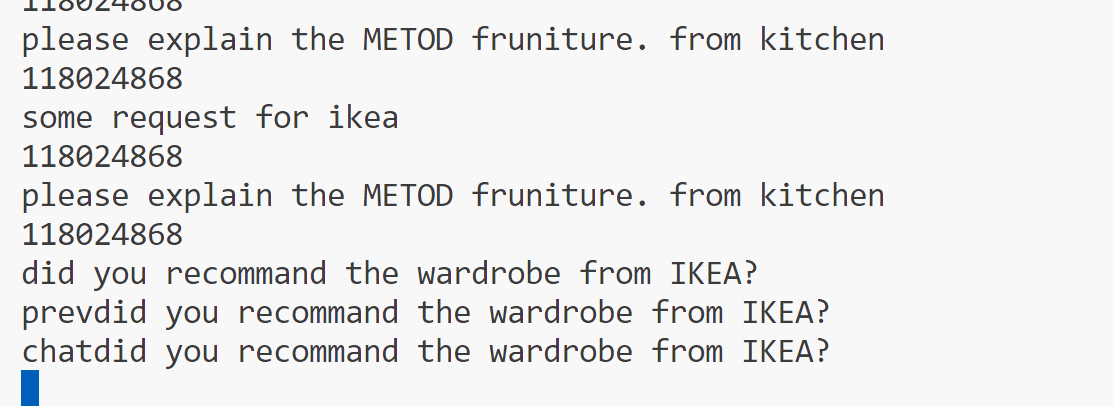 118024868
please explain the METOD fruniture. from kitchen
118024868
some request for ikea
118024868
please explain the METOD fruniture. from kitchen
118024868
did you recommand the wardrobe from IKEA?
prevdid you recommand the wardrobe from IKEA?
chatdid you recommand the wardrobe from IKEA?